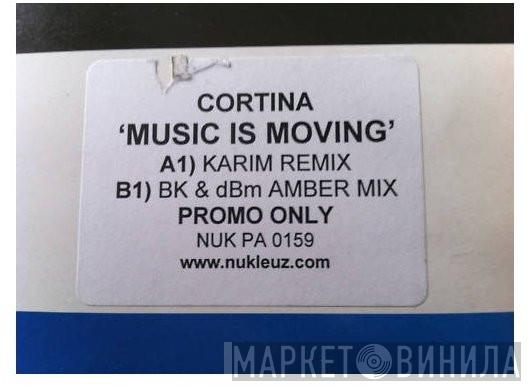 CORTINA
‘MUSIC IS MOVING’
A1) KARIM REMIX
B1) BK & dBm AMBER MIX
PROMO ONLY
NUK PA 0159
www.nukleuz.com
МАРКЕТ ВИНИЛА